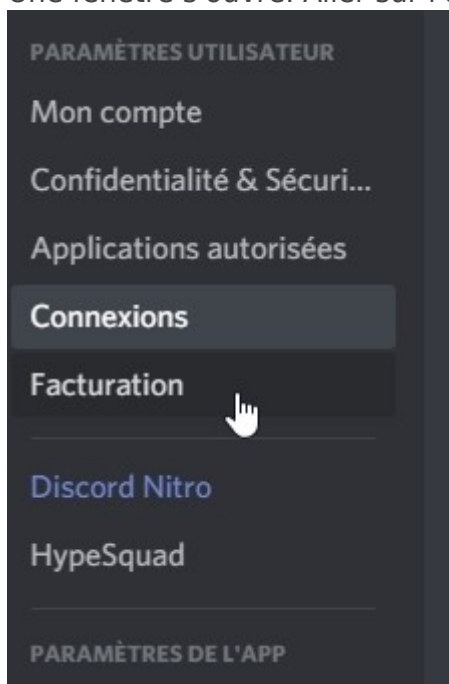 PARAMÈTRES UTILISATEUR
Mon compte
Confidentialité & Sécuri...
Applications autorisées
Connexions
Facturation
Discord Nitro
HypeSquad
PARAMÈTRES DE L'APP